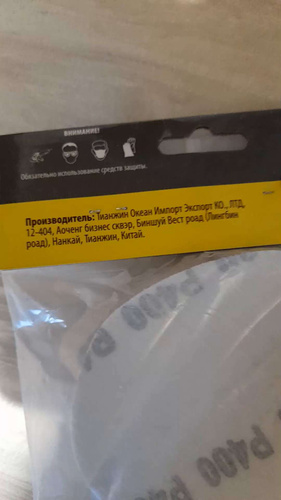 ВНИМАНИЕ!
Обязательно использование средств защиты.
Производитель: Тианжин Океан Импорт Экспорт КО., ЛТД,
12-404, Аоченг бизнес сквэр, Биншуй Вест роад (Лингбин
роад), Нанкай, Тианжин, Китай.
P400
P400